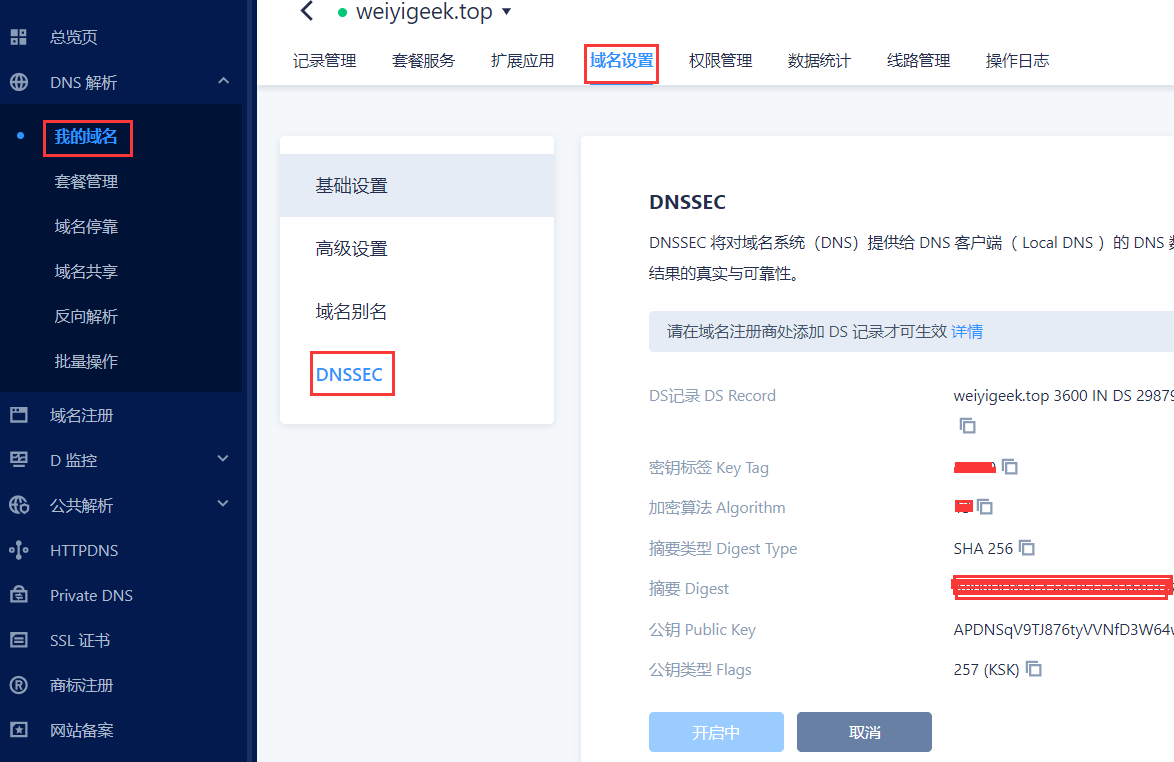 总览页
DNS 解析
我的域名
套餐管理
域名停靠
域名共享
反向解析
批量操作
域名注册
D 监控
公共解析
HTTPDNS
Private DNS
SSL 证书
商标注册
网站备案
weiyigeek.top
记录管理 套餐服务 扩展应用 域名设置 权限管理 数据统计 线路管理 操作日志
基础设置
高级设置
域名别名
DNSSEC
DNSSEC
DNSSEC 将对域名系统（DNS）提供给 DNS 客户端（ Local DNS ）的 DNS
结果的真实与可靠性。
请在域名注册商处添加 DS 记录才可生效 详情
DS记录 DS Record weiyigeek.top 3600 IN DS 29879
密钥标签 Key Tag
加密算法 Algorithm
摘要类型 Digest Type SHA 256
摘要 Digest
公钥 Public Key APDNSqV9TJ876tyVVNfD3W64
公钥类型 Flags 257 (KSK)
开启中 取消